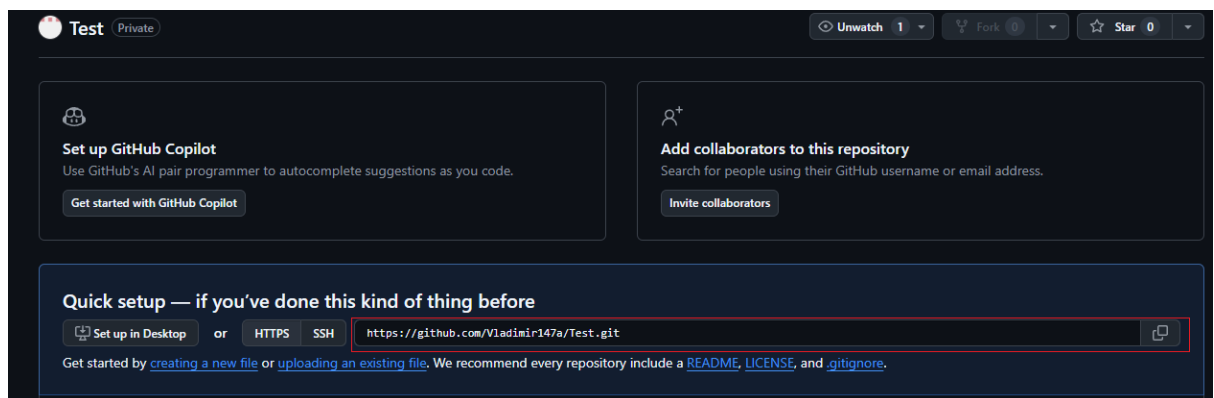 Test Private
Unwatch 1
Fork 0
Star 0
Set up GitHub Copilot
Use GitHub's AI pair programmer to autocomplete suggestions as you code.
Get started with GitHub Copilot
Add collaborators to this repository
Search for people using their GitHub username or email address.
Invite collaborators
Quick setup — if you've done this kind of thing before
Set up in Desktop or HTTPS SSH https://github.com/Vladimir147a/Test.git
Get started by creating a new file or uploading an existing file. We recommend every repository include a README, LICENSE, and .gitignore.